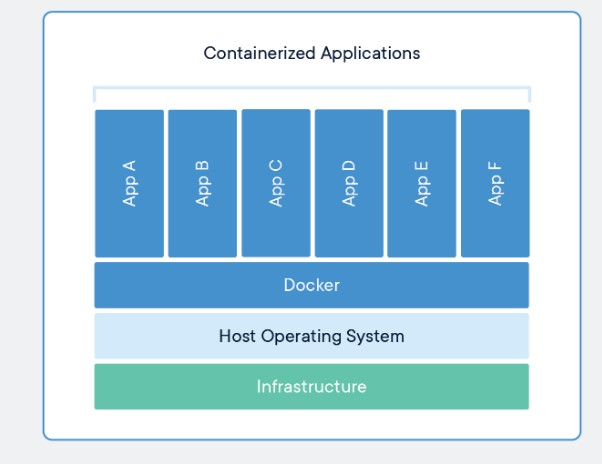 Containerized Applications
App A
App B
App C
App D
App E
App F
Docker
Host Operating System
Infrastructure